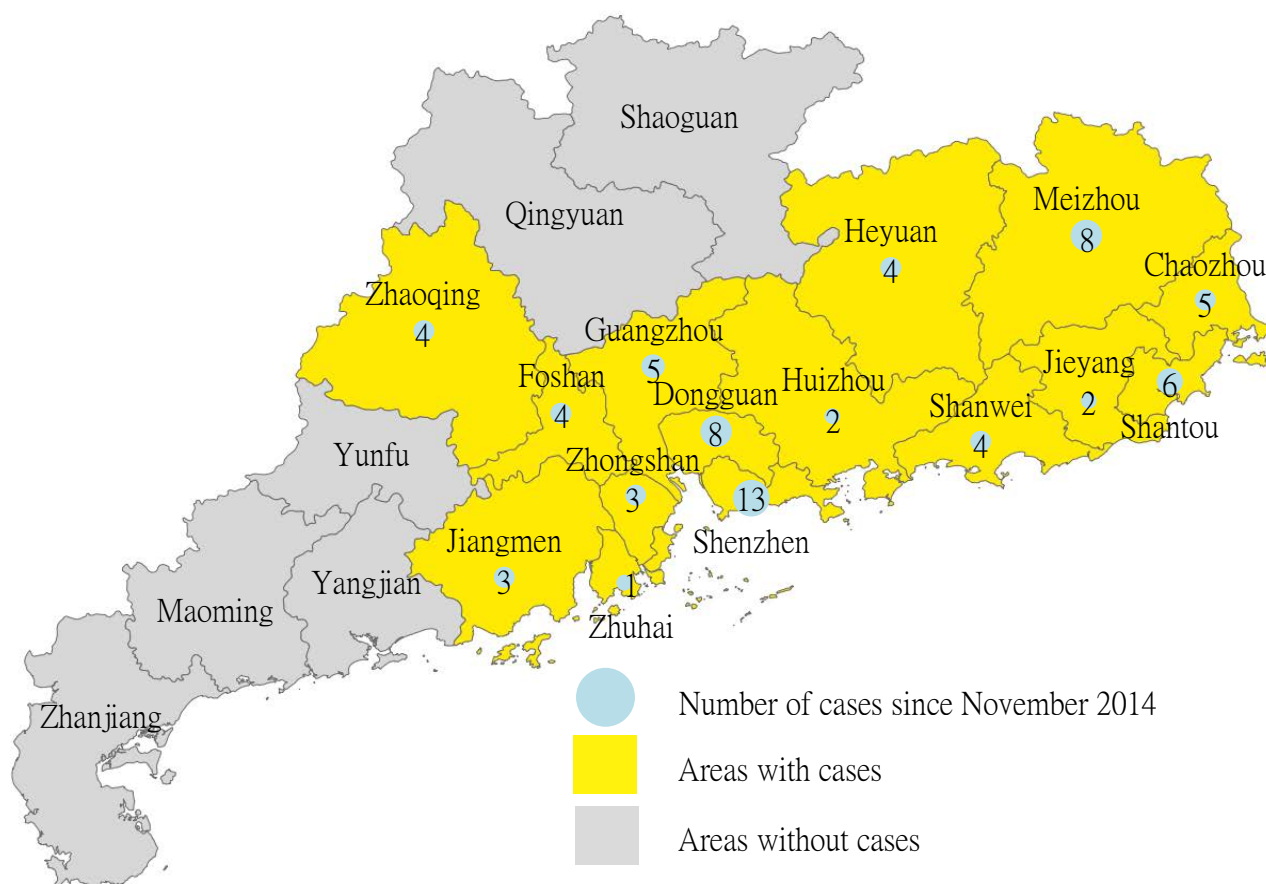 Shaoguan
Qingyuan
Meizhou
8
Heyuan
4
Chaozhou
5
Zhaoqing
4
Guangzhou
5
Foshan
4
Dongguan
8
Huizhou
2
Jieyang
2
Shanwei
4
6
Shantou
Yunfu
Zhongshan
3
13
Shenzhen
Jiangmen
3
Yangjian
1
Zhuhai
Maoming
Zhanjiang
Number of cases since November 2014
Areas with cases
Areas without cases